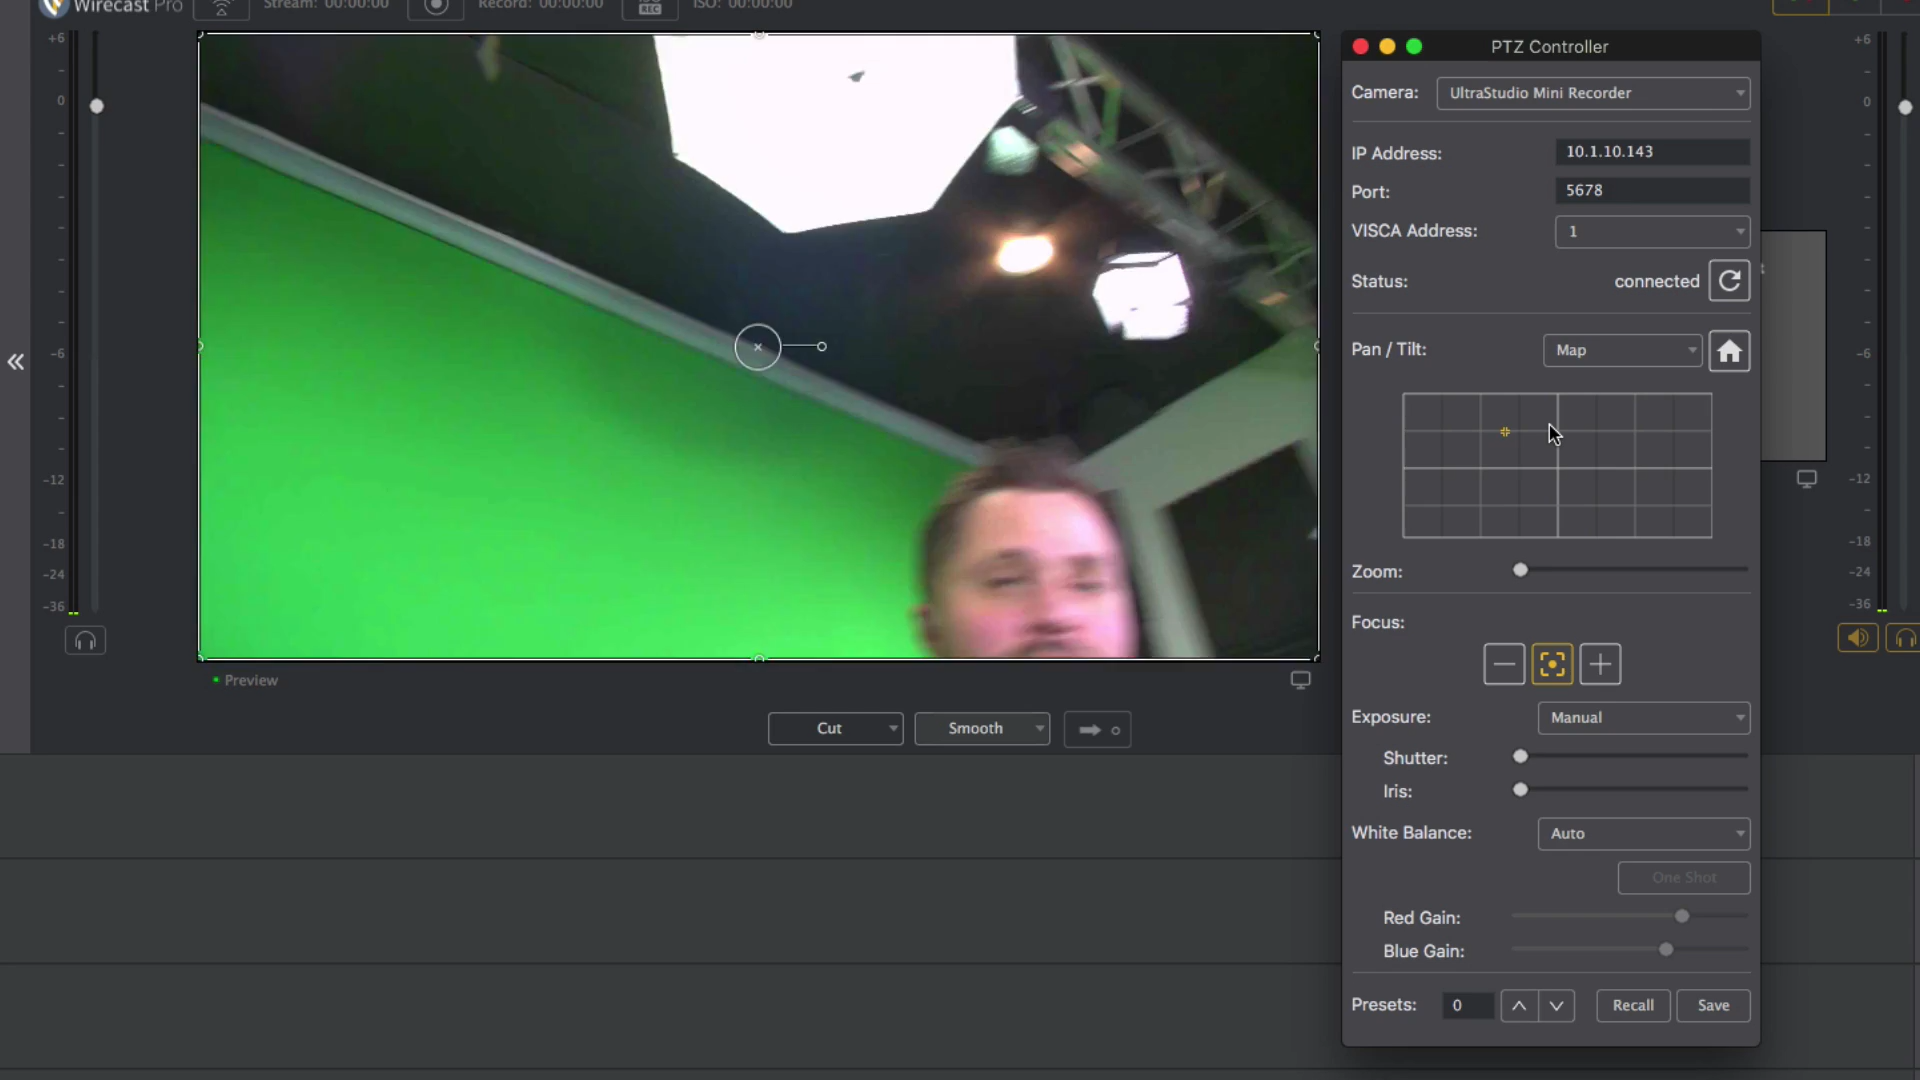 Wirecast Pro
Stream: 00:00:00
Record: 00:00:00
REC
ISO: 00:00:00
+6
0
-6
-12
-18
-24
-36
Preview
Cut
Smooth
PTZ Controller
Camera: UltraStudio Mini Recorder
IP Address: 10.1.10.143
Port: 5678
VISCA Address: 1
Status: connected
Pan / Tilt: Map
Zoom:
Focus:
Exposure: Manual
Shutter:
Iris:
White Balance: Auto
One Shot
Red Gain:
Blue Gain:
Presets: 0 Recall Save
+6
0
-6
-12
-18
-24
-36